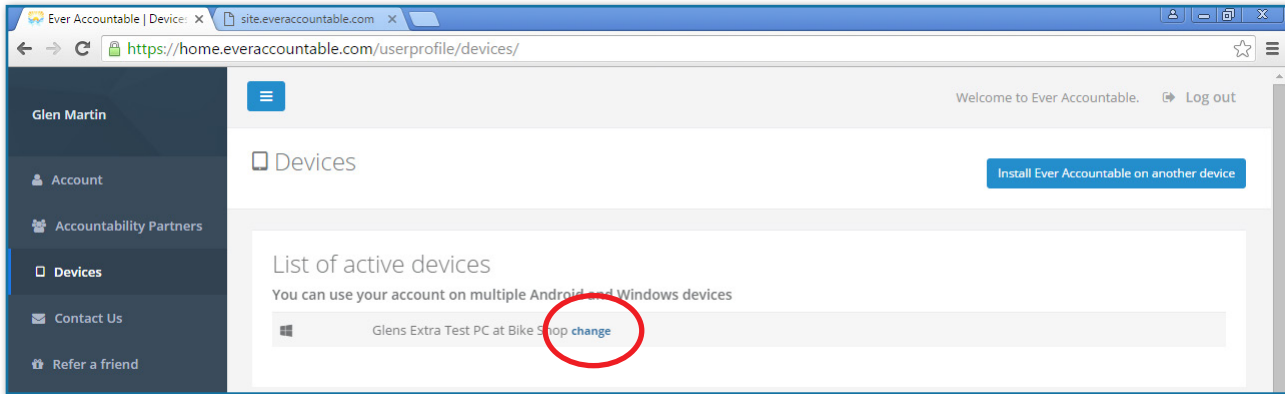 Ever Accountable | Device:
site.everaccountable.com
https://home.everaccountable.com/userprofile/devices/
Glen Martin
Welcome to Ever Accountable.
Log out
Devices
Install Ever Accountable on another device
Account
Accountability Partners
Devices
Contact Us
Refer a friend
List of active devices
You can use your account on multiple Android and Windows devices
Glens Extra Test PC at Bike Shop change